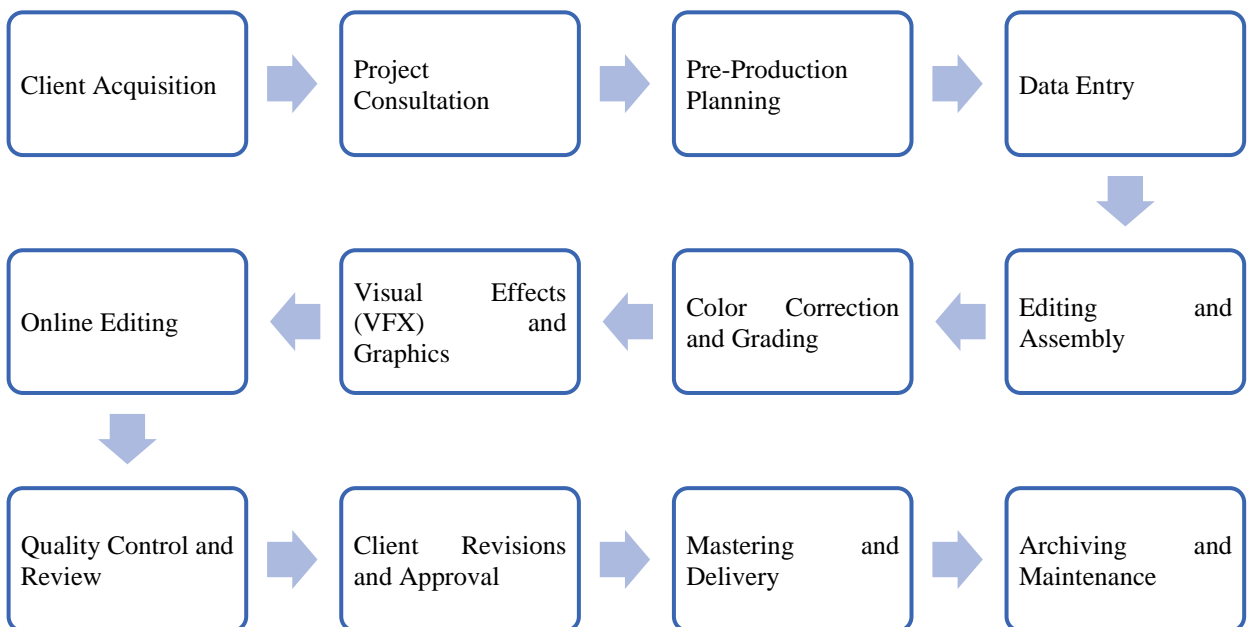 Client Acquisition
Project
Consultation
Pre-Production
Planning
Data Entry
Editing and
Assembly
Color Correction
and Grading
Visual Effects
(VFX) and
Graphics
Online Editing
Quality Control and
Review
Client Revisions
and Approval
Mastering and
Delivery
Archiving and
Maintenance